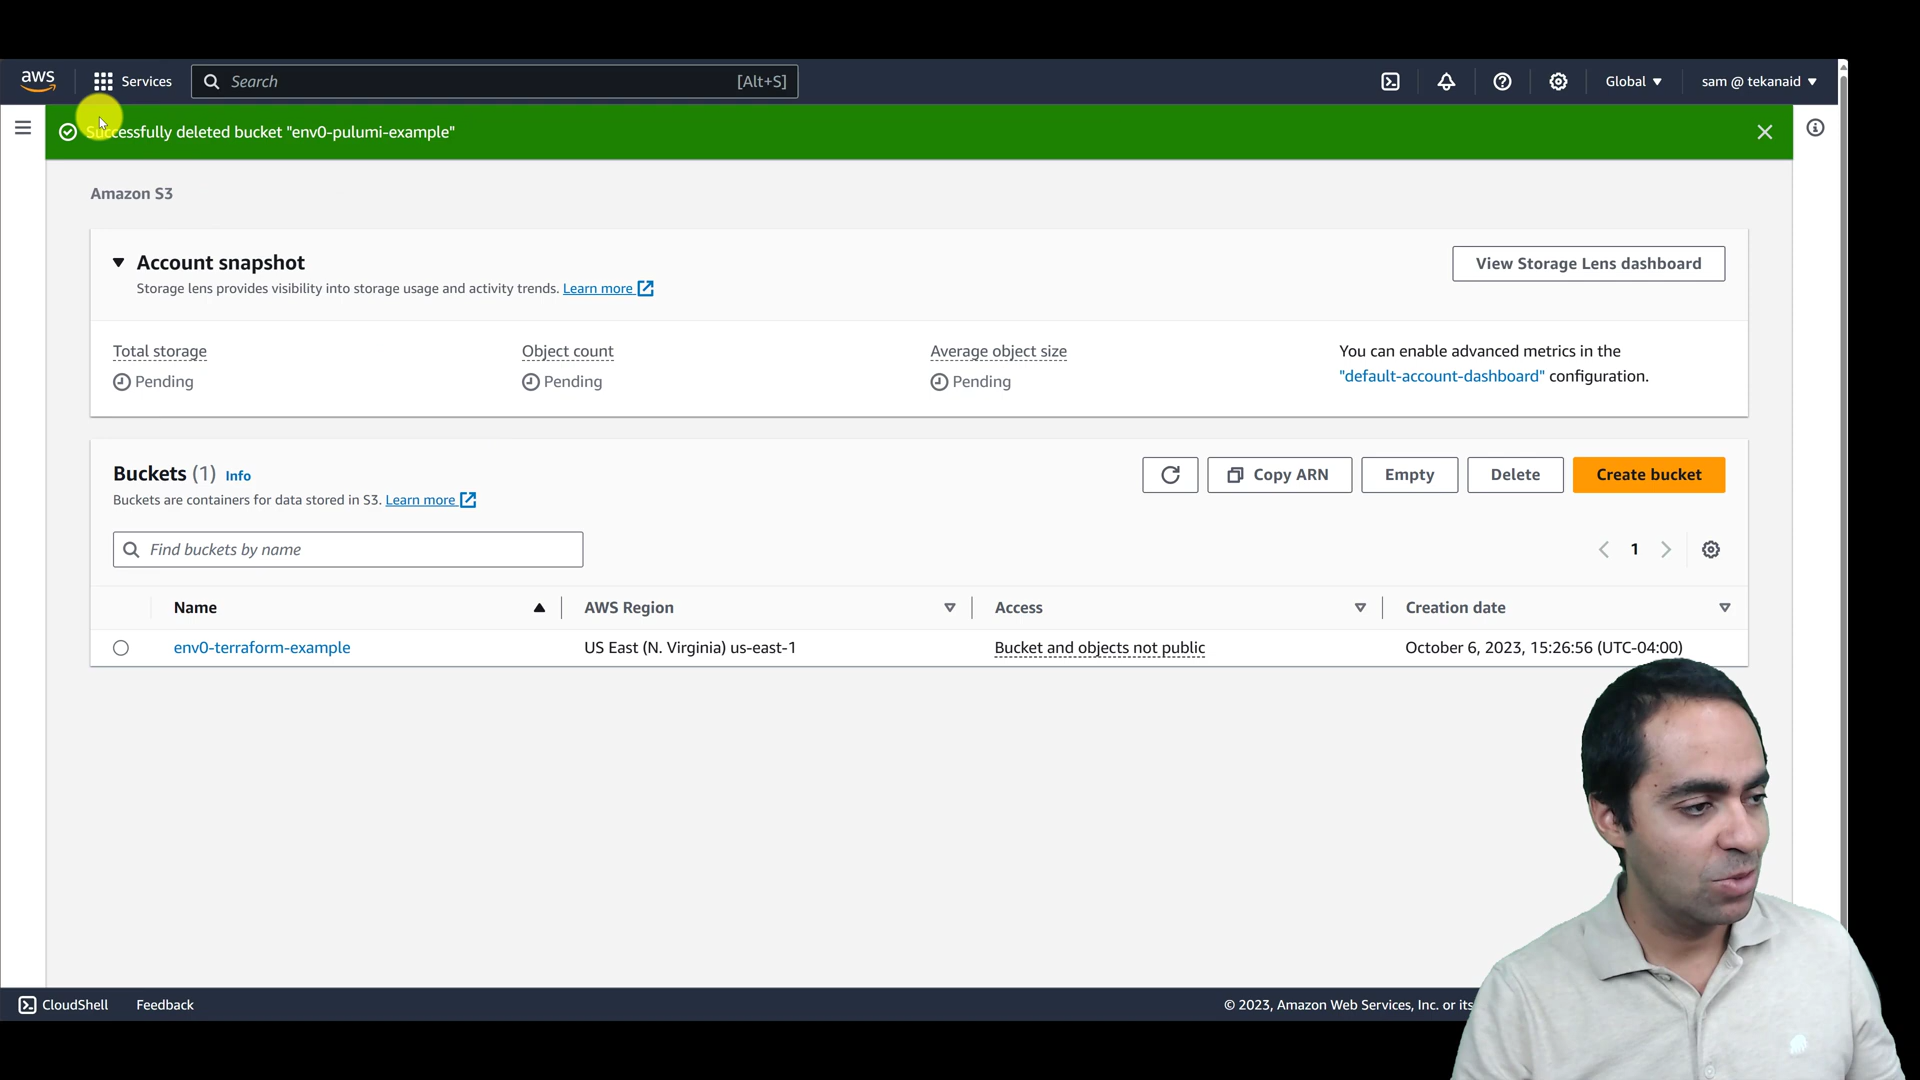 aws
Services
Search
[Alt+S]
Global
sam @ tekanaid
Successfully deleted bucket "env0-pulumi-example"
Amazon S3
Account snapshot
View Storage Lens dashboard
Storage lens provides visibility into storage usage and activity trends. Learn more
Total storage
Object count
Average object size
You can enable advanced metrics in the
Pending
Pending
Pending
"default-account-dashboard" configuration.
Buckets (1) Info
Copy ARN
Empty
Delete
Create bucket
Buckets are containers for data stored in S3. Learn more
Find buckets by name
1
Name
AWS Region
Access
Creation date
env0-terraform-example
US East (N. Virginia) us-east-1
Bucket and objects not public
October 6, 2023, 15:26:56 (UTC-04:00)
CloudShell
Feedback
© 2023, Amazon Web Services, Inc. or its